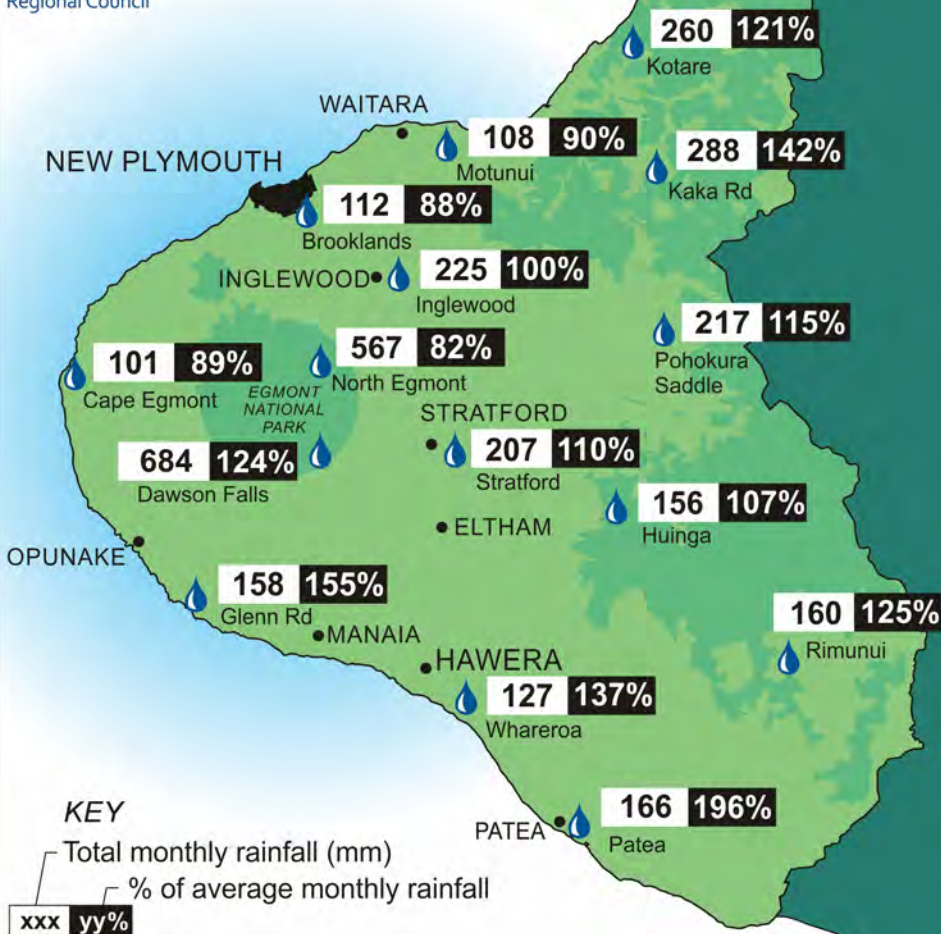 Regional Council
260 121%
Kotare
WAITARA
108 90%
Motunui
NEW PLYMOUTH
288 142%
Kaka Rd
112 88%
Brooklands
INGLEWOOD
225 100%
Inglewood
217 115%
Pohokura
Saddle
567 82%
North Egmont
101 89%
Cape Egmont
EGMONT
NATIONAL
PARK
STRATFORD
207 110%
Stratford
684 124%
Dawson Falls
156 107%
Huinga
ELTHAM
OPUNAKE
158 155%
Glenn Rd
160 125%
Rimunui
MANAIA
HAWERA
127 137%
Whareroa
166 196%
Patea
PATEA
KEY
Total monthly rainfall (mm)
% of average monthly rainfall
xxx yy%